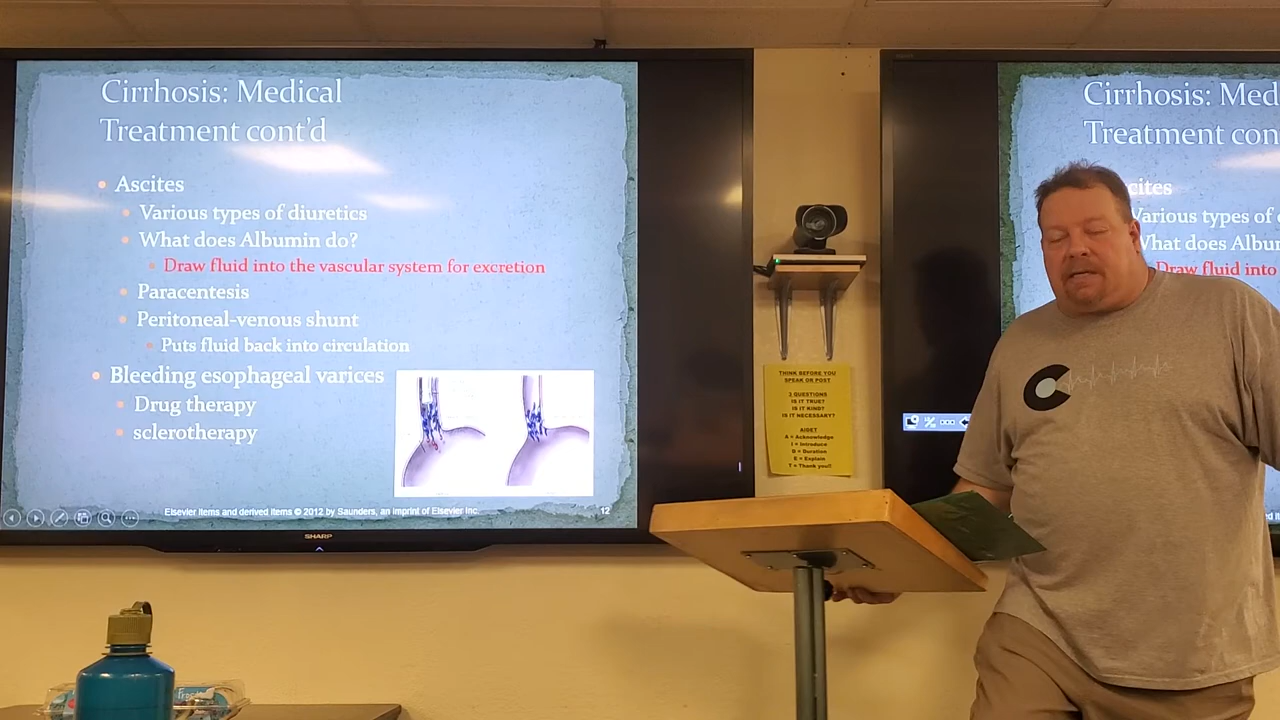 Cirrhosis: Medical
Treatment cont'd
• Ascites
• Various types of diuretics
• What does Albumin do?
• Draw fluid into the vascular system for excretion
• Paracentesis
• Peritoneal-venous shunt
• Puts fluid back into circulation
• Bleeding esophageal varices
• Drug therapy
• sclerotherapy
Elsevier items and derived items © 2012 by Saunders, an imprint of Elsevier Inc.
12
SHARP
THINK BEFORE YOU
SPEAK OR POST
3 QUESTIONS
IS IT TRUE?
IS IT KIND?
IS IT NECESSARY?
AIDET
A = Acknowledge
I = Introduce
D = Duration
E = Explain
T = Thank you!!
Cirrhosis: Med
Treatment con
cites
Various types of
What does Albu
Draw fluid into